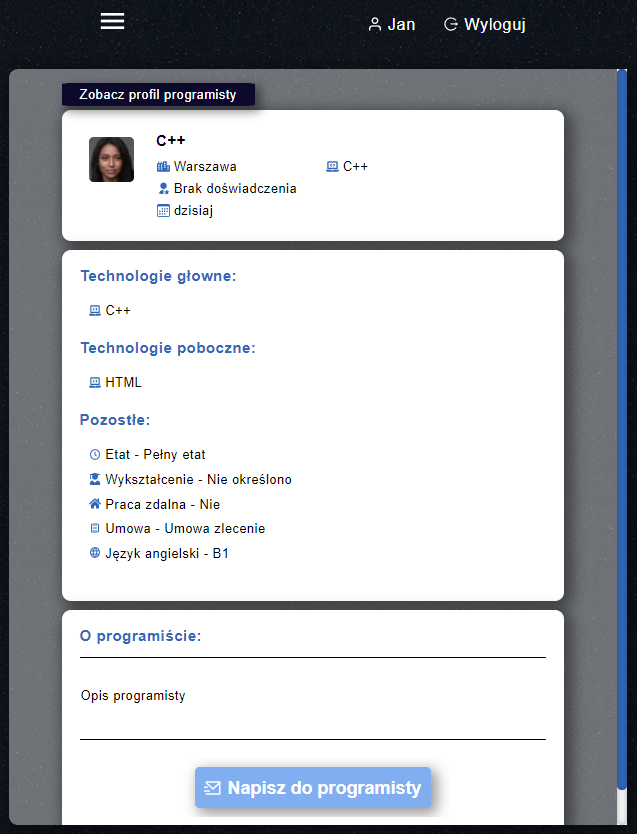 Jan
Wyloguj
Zobacz profil programisty
C++
Warszawa
C++
Brak doświadczenia
dzisiaj
Technologie głowne:
C++
Technologie poboczne:
HTML
Pozostłe:
Etat - Pełny etat
Wykształcenie - Nie określono
Praca zdalna - Nie
Umowa - Umowa zlecenie
Język angielski - B1
O programiście:
Opis programisty
Napisz do programisty